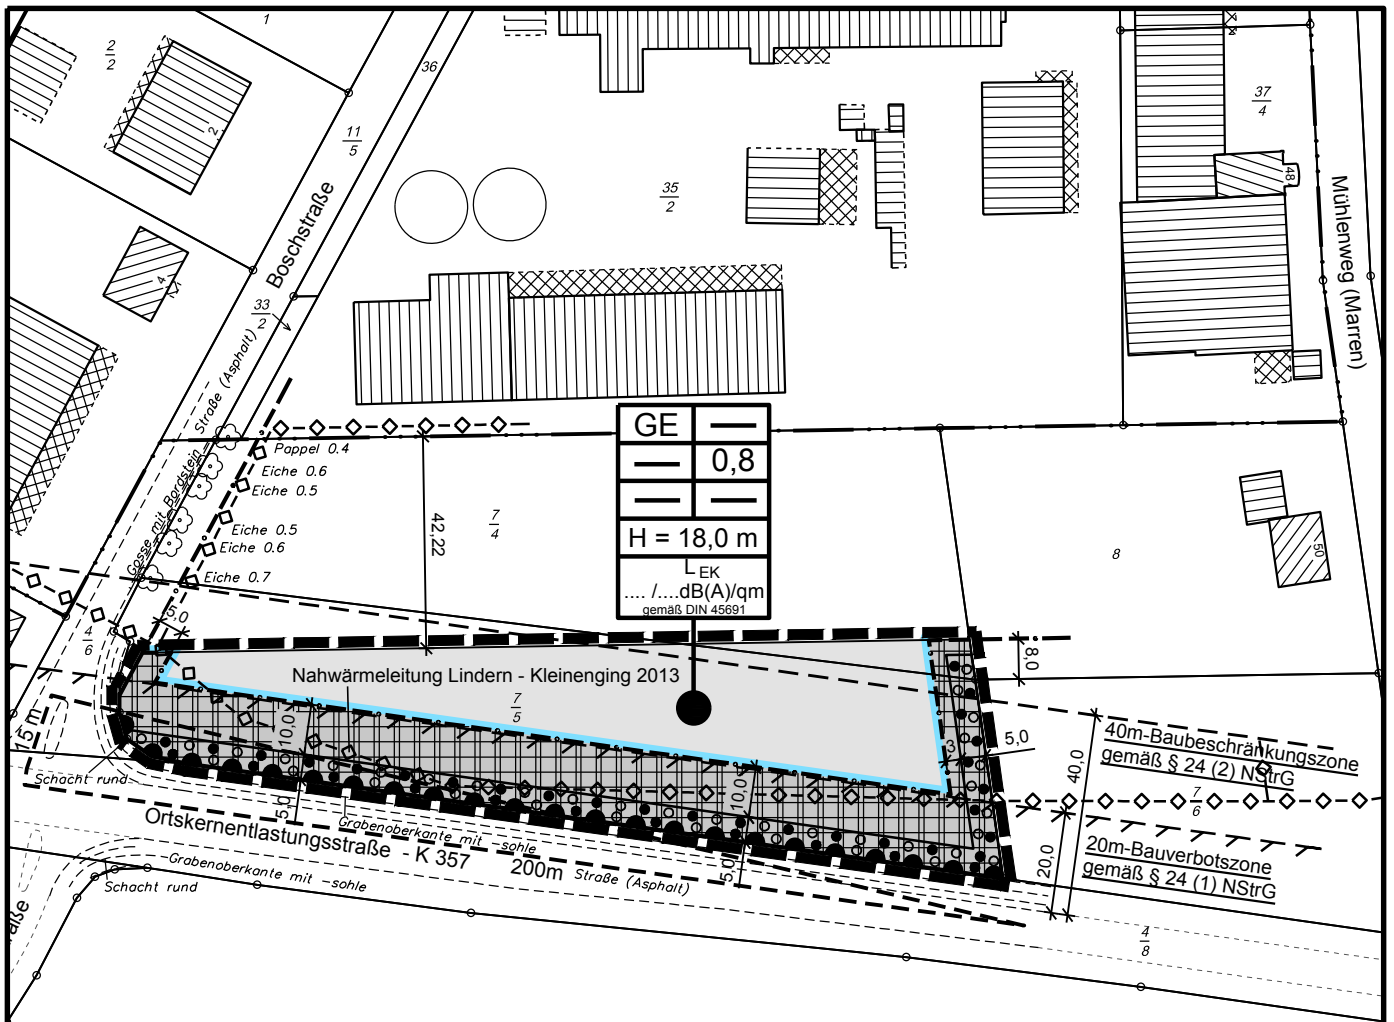 1
2
2
36
11
5
2
37
4
48
35
2
Boschstraße
4
33
2
Mühlenweg (Marren)
Straße (Asphalt)
Gosse mit Bordstein
Pappel 0.4
Eiche 0.6
Eiche 0.5
Eiche 0.5
Eiche 0.6
Eiche 0.7
42,22
7
4
GE
0,8
H = 18,0 m
L EK
.... /....dB(A)/qm
gemäß DIN 45691
8
50
5,0
4
6
8,0
Nahwärmeleitung Lindern - Kleinenging 2013
7
5
15 m
10,0
3
5,0
40,0
40m-Baubeschränkungszone
gemäß § 24 (2) NStrG
7
6
Schacht rund
5,0
10,0
Ortskernentlastungsstraße - K 357
200m
Grabenoberkante mit -sohle
Straße (Asphalt)
5,0
20,0
20m-Bauverbotszone
gemäß § 24 (1) NStrG
Grabenoberkante mit -sohle
Schacht rund
raße
4
8